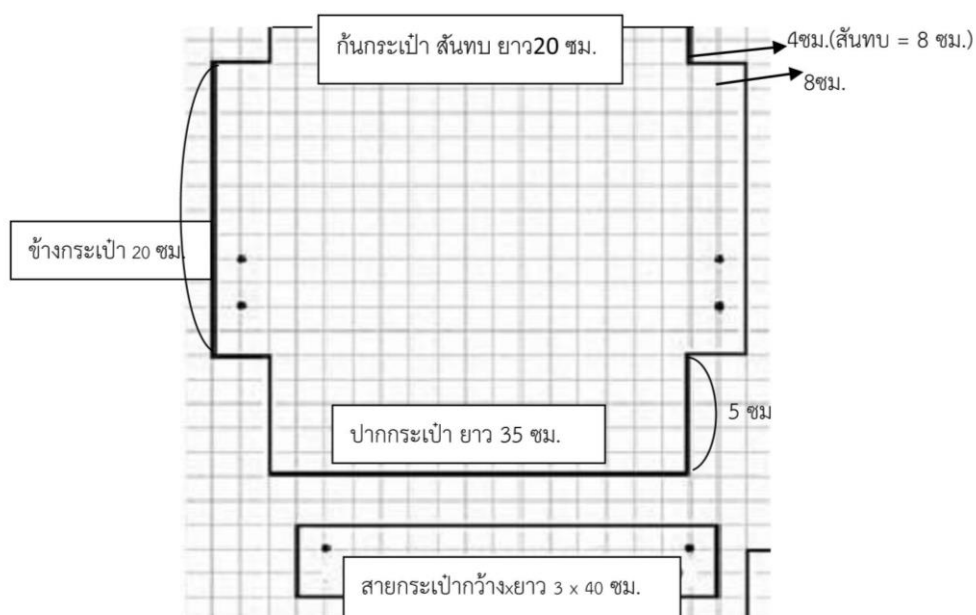 ก้นกระเป๋า สันทบ ยาว20 ซม.
4ซม.(สันทบ = 8 ซม.)
8ซม.
ข้างกระเป๋า 20 ซม.
5 ซม
ปากกระเป๋า ยาว 35 ซม.
สายกระเป๋ากว้างxยาว 3 x 40 ซม.